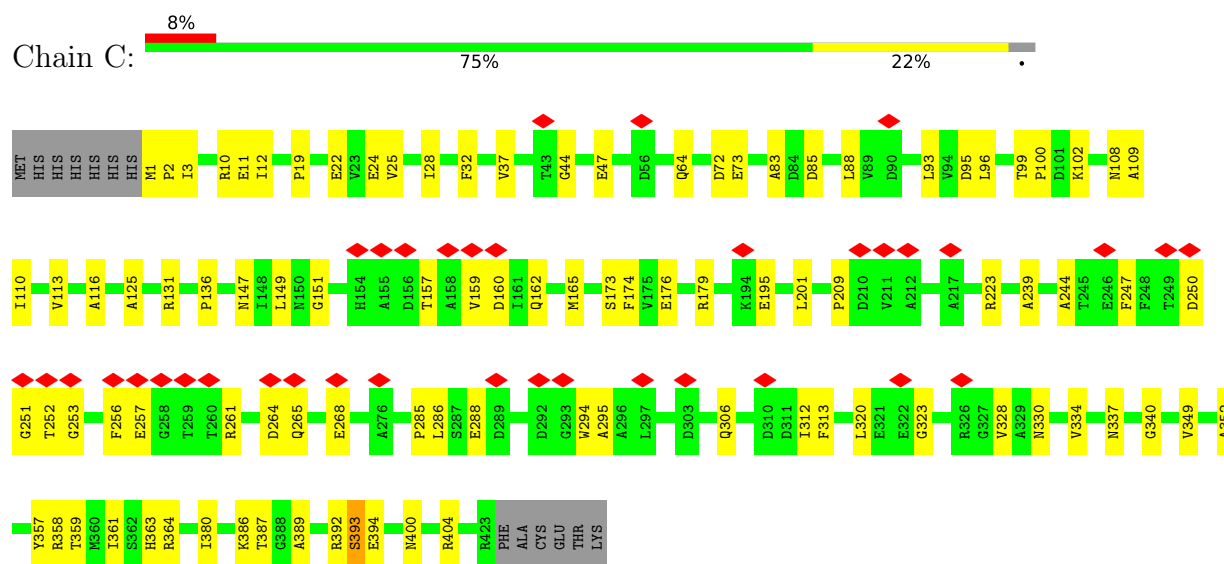 8%
Chain C:
75% 22% •
MET HIS HIS HIS HIS HIS HIS M1 P2 I3 R10 E11 I12 P19 E22 V23 E24 V25 I28 F32 V37 T43 G44 E47 D56 Q64 D72 E73 A83 D84 D85 L88 V89 D90 L93 V94 D95 L96 T99 P100 D101 K102 N108 A109
I110 V113 A116 A125 R131 P136 N147 I148 L149 N150 G151 H154 A155 D156 T157 A158 V159 D160 I161 Q162 M165 S173 F174 V175 E176 R179 K194 E195 L201 P209 D210 V211 A212 A217 R223 A239 A244 T245 E246 F247 F248 T249 D250
G251 T252 G253 F256 E257 G258 T259 T260 R261 D264 Q265 E268 A276 P285 L286 S287 E288 D289 D292 G293 W294 A295 A296 L297 D303 Q306 D310 D311 I312 F313 L320 E321 E322 G323 R326 G327 V328 A329 N330 V334 N337 G340 V349
Y357 R358 T359 M360 I361 S362 H363 R364 I380 K386 T387 G388 A389 R392 S393 E394 N400 R404 R423 PHE ALA CYS GLU THR LYS